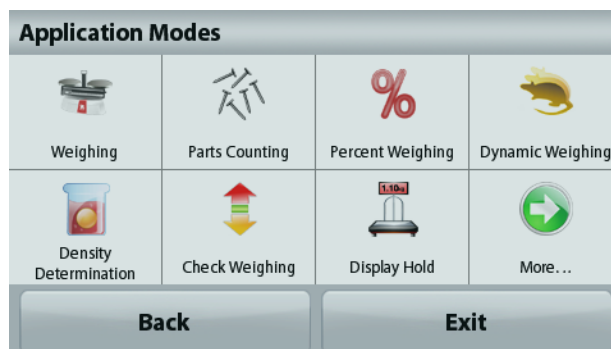 Application Modes
Weighing
Parts Counting
Percent Weighing
Dynamic Weighing
1.10kg
Density
Determination
Check Weighing
Display Hold
More...
Back
Exit